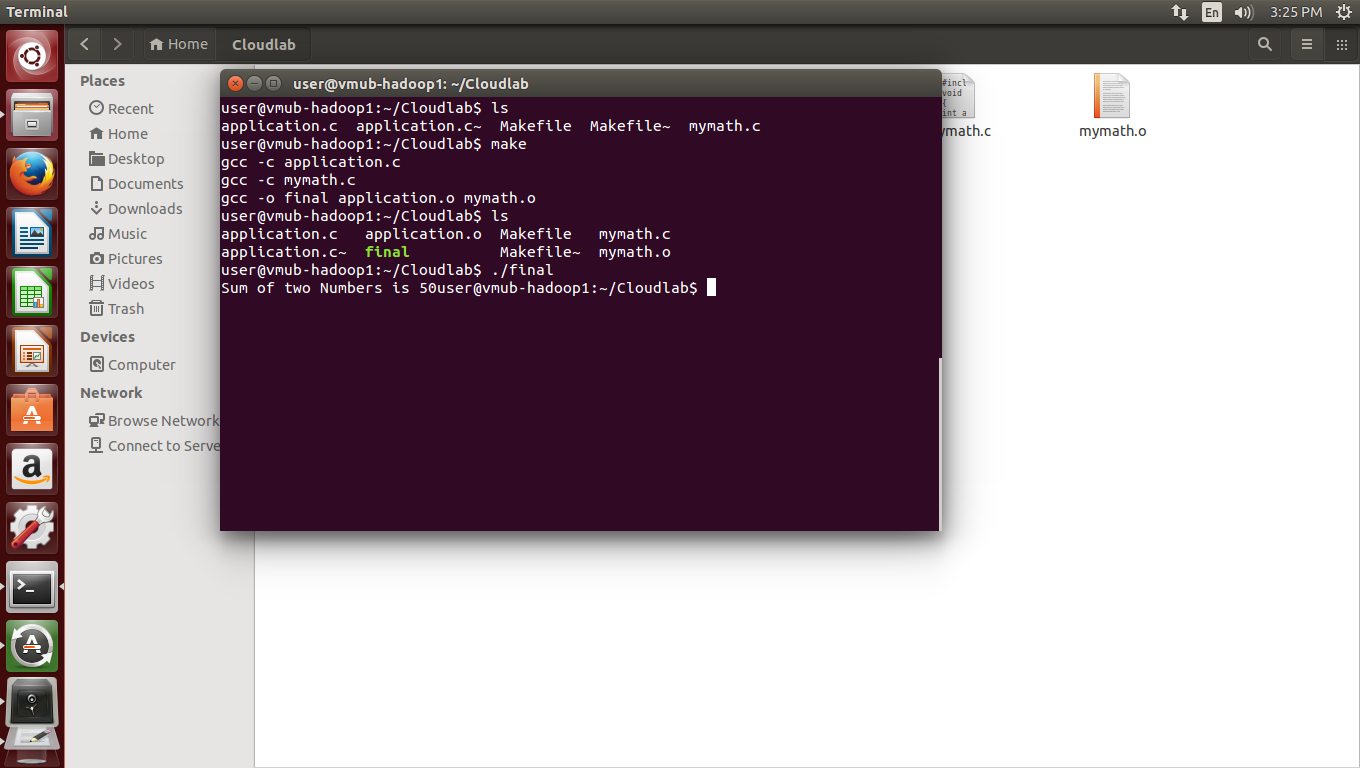 Terminal
En
3:25 PM
Home
Cloudlab
Places
Recent
Home
Desktop
Documents
Downloads
Music
Pictures
Videos
Trash
Devices
Computer
Network
Browse Network
Connect to Serve
user@vmub-hadoop1: ~/Cloudlab
user@vmub-hadoop1:~/Cloudlab$ ls
application.c  application.c~  Makefile  Makefile~  mymath.c
user@vmub-hadoop1:~/Cloudlab$ make
gcc -c application.c
gcc -c mymath.c
gcc -o final application.o mymath.o
user@vmub-hadoop1:~/Cloudlab$ ls
application.c   application.o  Makefile   mymath.c
application.c~  final          Makefile~  mymath.o
user@vmub-hadoop1:~/Cloudlab$ ./final
Sum of two Numbers is 50user@vmub-hadoop1:~/Cloudlab$
#incl
void
{
int a
ymath.c
mymath.o